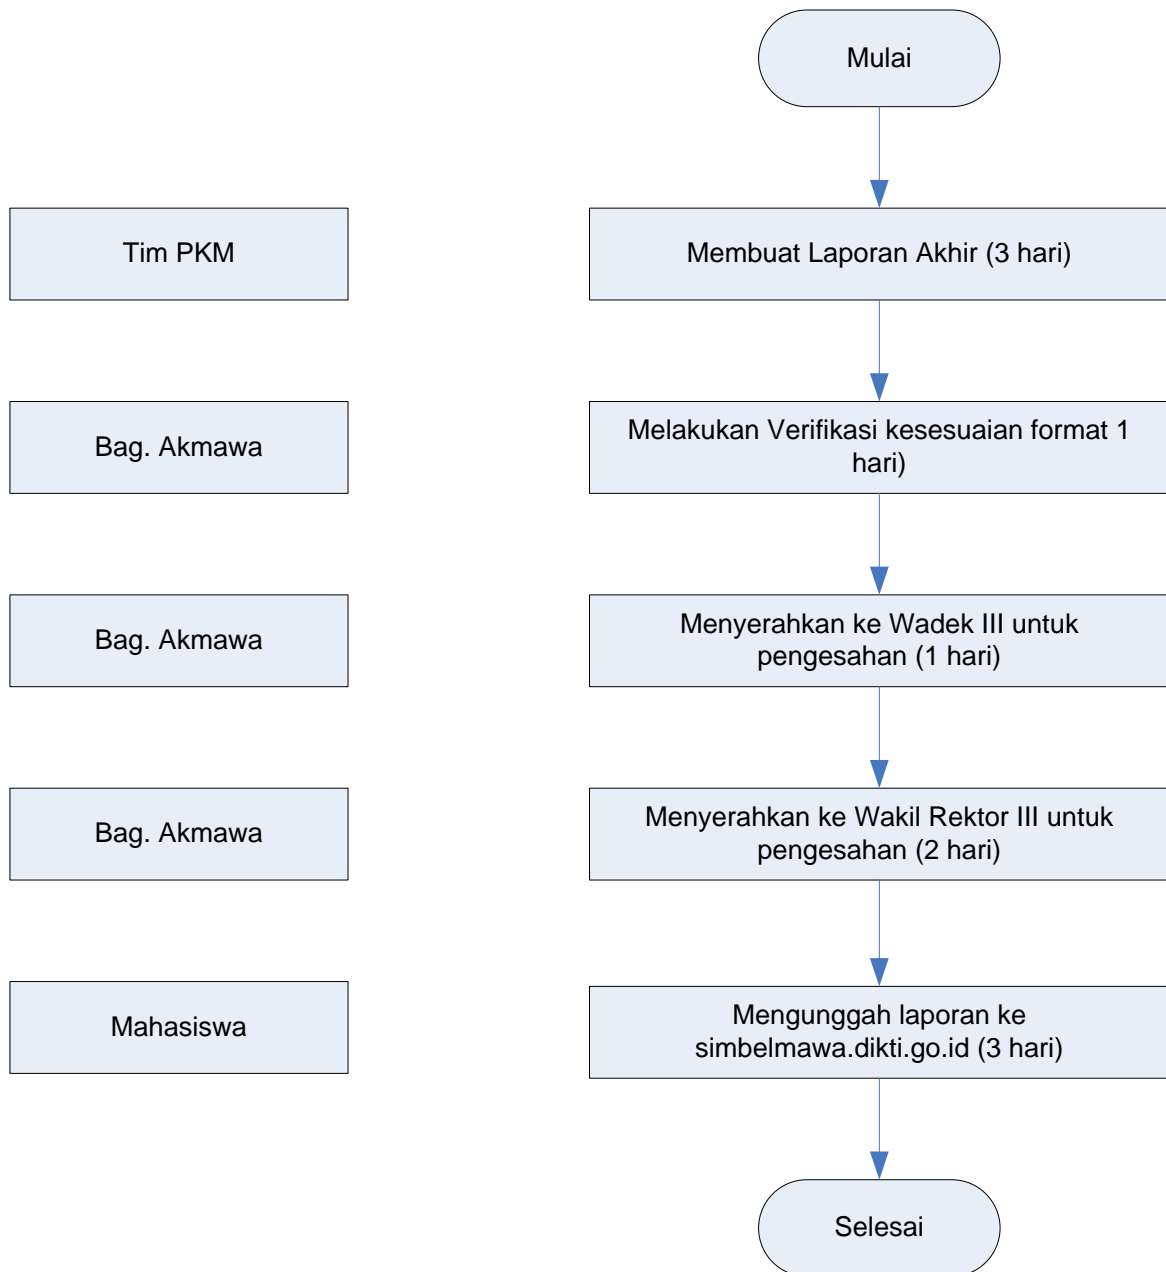 Mulai
Tim PKM
Membuat Laporan Akhir (3 hari)
Bag. Akmawa
Melakukan Verifikasi kesesuaian format 1
hari)
Bag. Akmawa
Menyerahkan ke Wadek III untuk
pengesahan (1 hari)
Bag. Akmawa
Menyerahkan ke Wakil Rektor III untuk
pengesahan (2 hari)
Mahasiswa
Mengunggah laporan ke
simbelmawa.dikti.go.id (3 hari)
Selesai